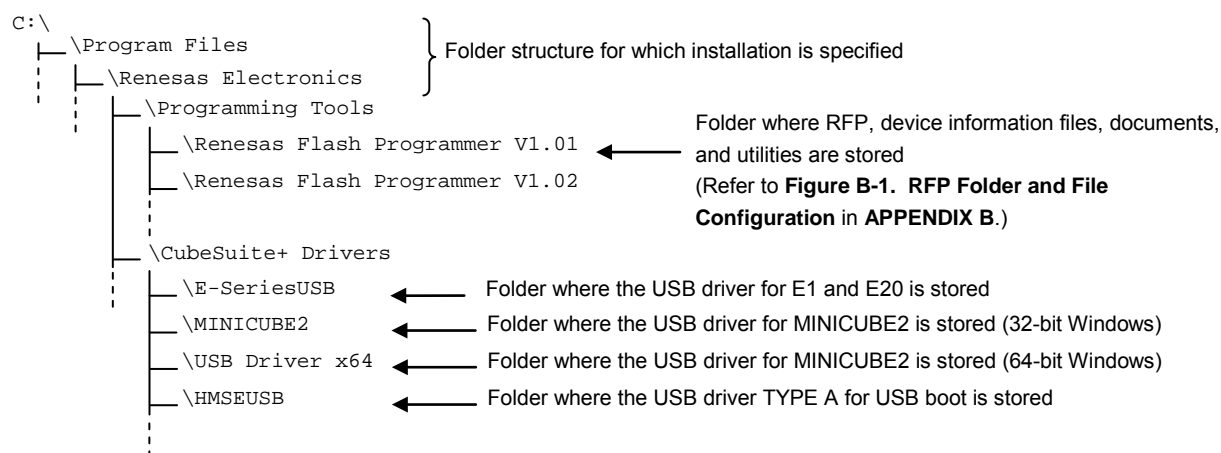 C:\
\Program Files
Folder structure for which installation is specified
\Renesas Electronics
\Programming Tools
\Renesas Flash Programmer V1.01
Folder where RFP, device information files, documents,
and utilities are stored
\Renesas Flash Programmer V1.02
(Refer to Figure B-1. RFP Folder and File
Configuration in APPENDIX B.)
\CubeSuite+ Drivers
\E-SeriesUSB Folder where the USB driver for E1 and E20 is stored
\MINICUBE2 Folder where the USB driver for MINICUBE2 is stored (32-bit Windows)
\USB Driver x64 Folder where the USB driver for MINICUBE2 is stored (64-bit Windows)
\HMSEUSB Folder where the USB driver TYPE A for USB boot is stored